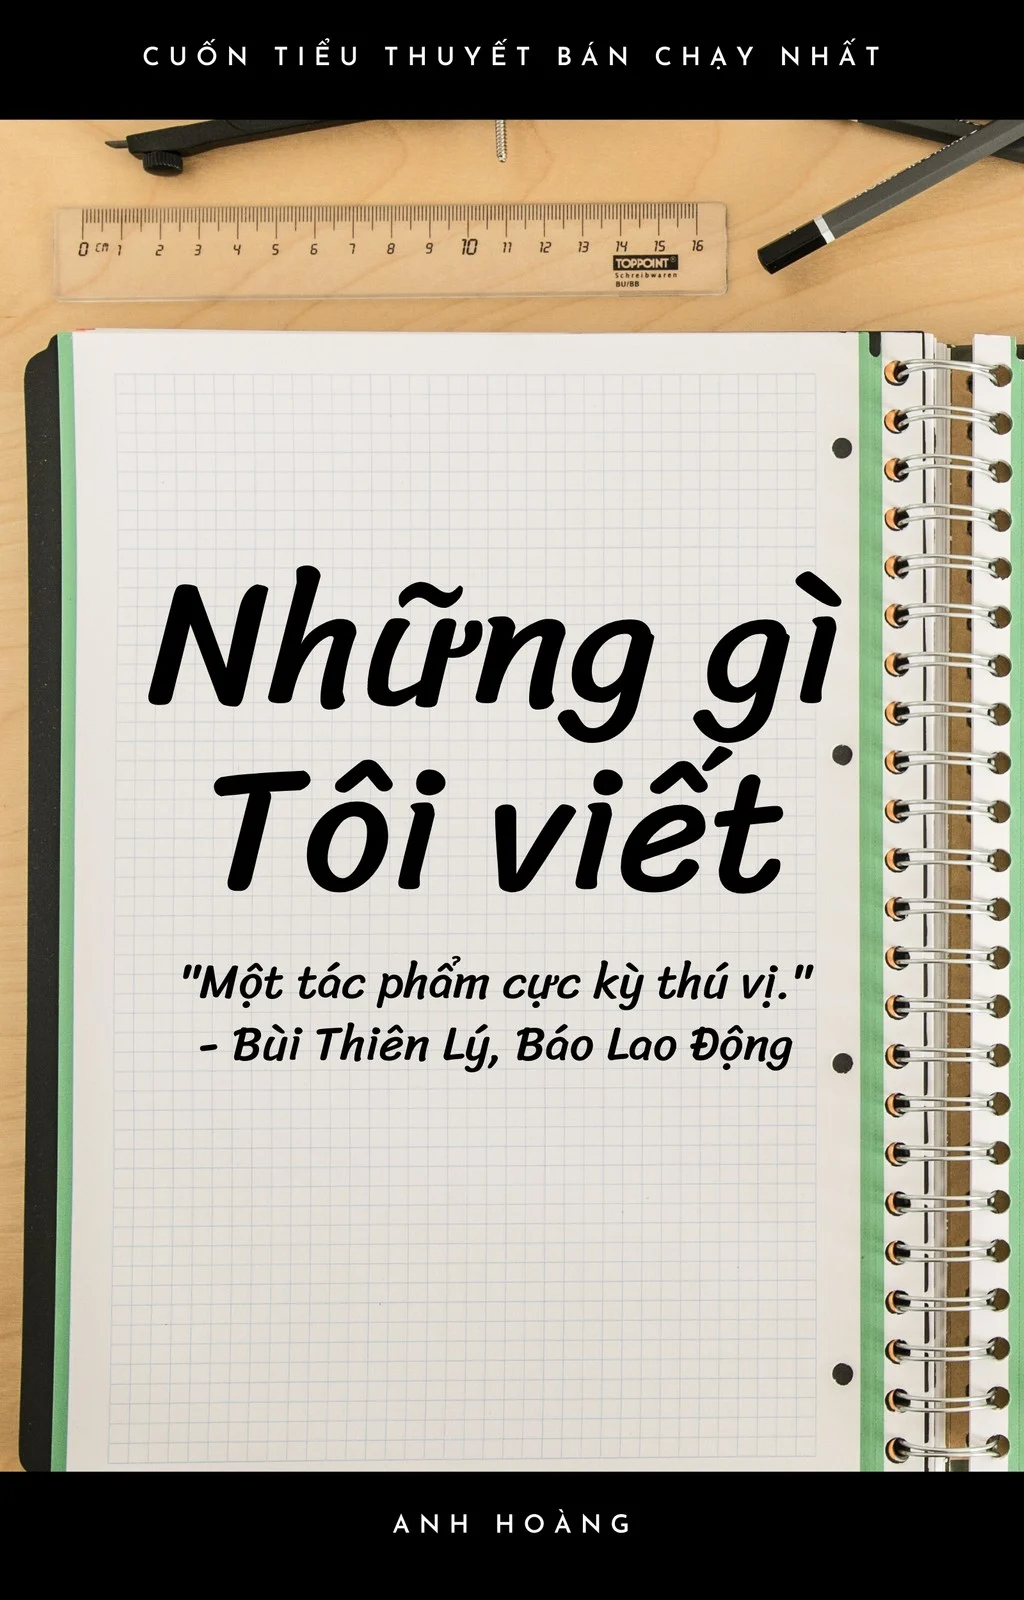 CUỐN TIỂU THUYẾT BÁN CHẠY NHẤT
0 cm 1 2 3 4 5 6 7 8 9 10 11 12 13 14 15 16
TOPPOINT®
Schreibwaren
BU/BB
Những gì
Tôi viết
"Một tác phẩm cực kỳ thú vị."
- Bùi Thiên Lý, Báo Lao Động
ANH HOÀNG